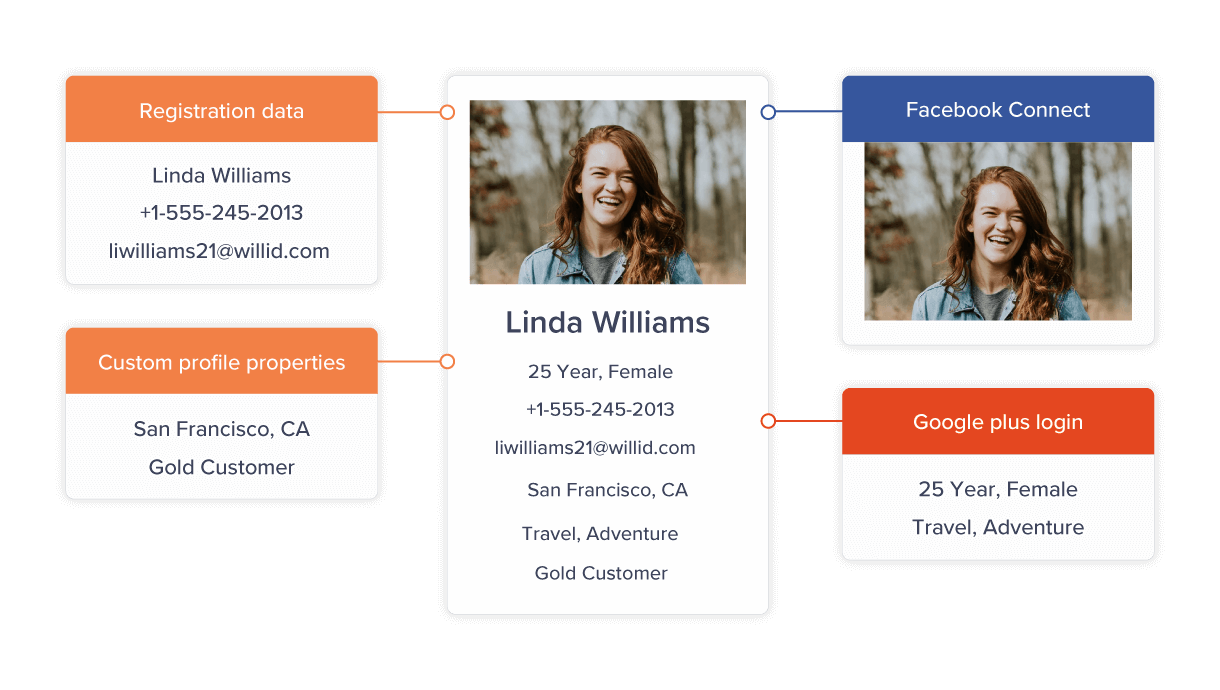 Registration data
Linda Williams
+1-555-245-2013
liwilliams21@willid.com
Custom profile properties
San Francisco, CA
Gold Customer
Linda Williams
25 Year, Female
+1-555-245-2013
liwilliams21@willid.com
San Francisco, CA
Travel, Adventure
Gold Customer
Facebook Connect
Google plus login
25 Year, Female
Travel, Adventure